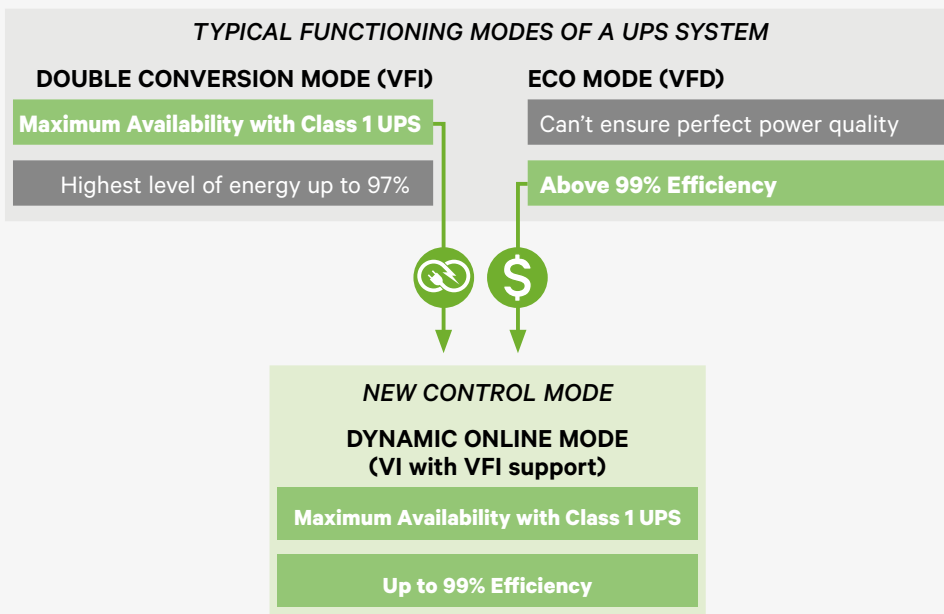 TYPICAL FUNCTIONING MODES OF A UPS SYSTEM
DOUBLE CONVERSION MODE (VFI)
Maximum Availability with Class 1 UPS
Highest level of energy up to 97%
ECO MODE (VFD)
Can't ensure perfect power quality
Above 99% Efficiency
$
NEW CONTROL MODE
DYNAMIC ONLINE MODE
(VI with VFI support)
Maximum Availability with Class 1 UPS
Up to 99% Efficiency